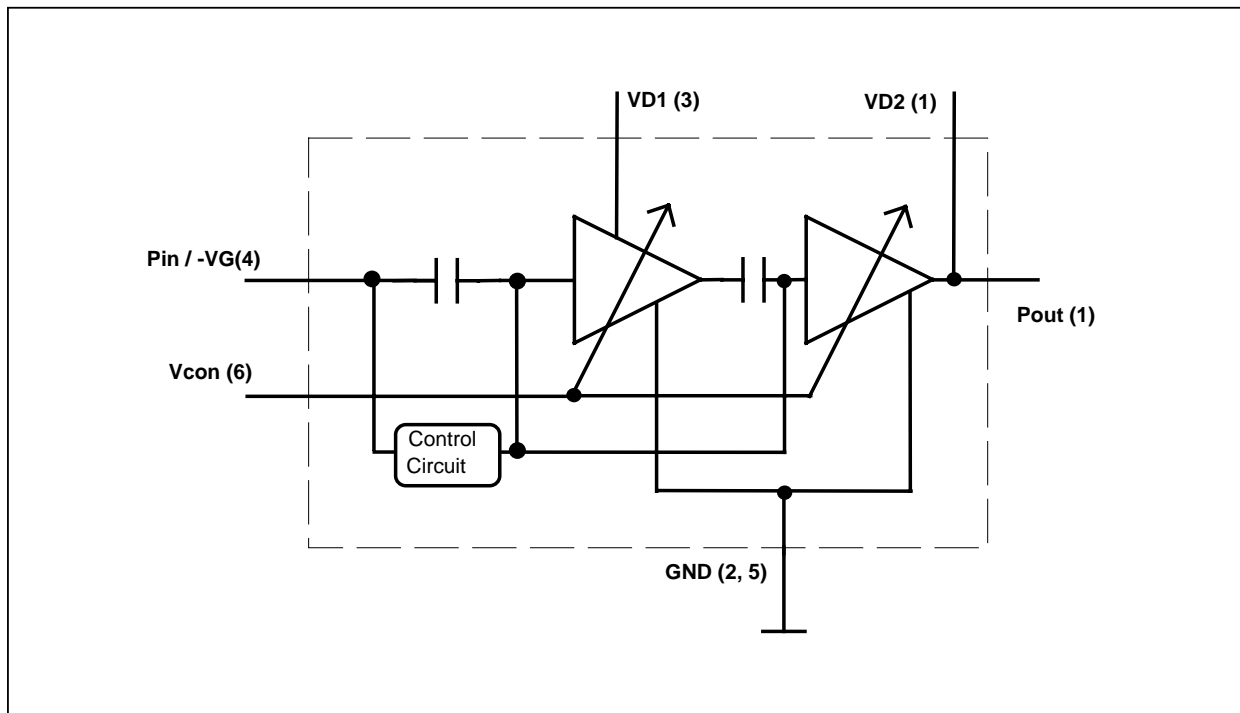 VD1 (3)
VD2 (1)
Pin / -VG(4)
Pout (1)
Vcon (6)
Control
Circuit
GND (2, 5)